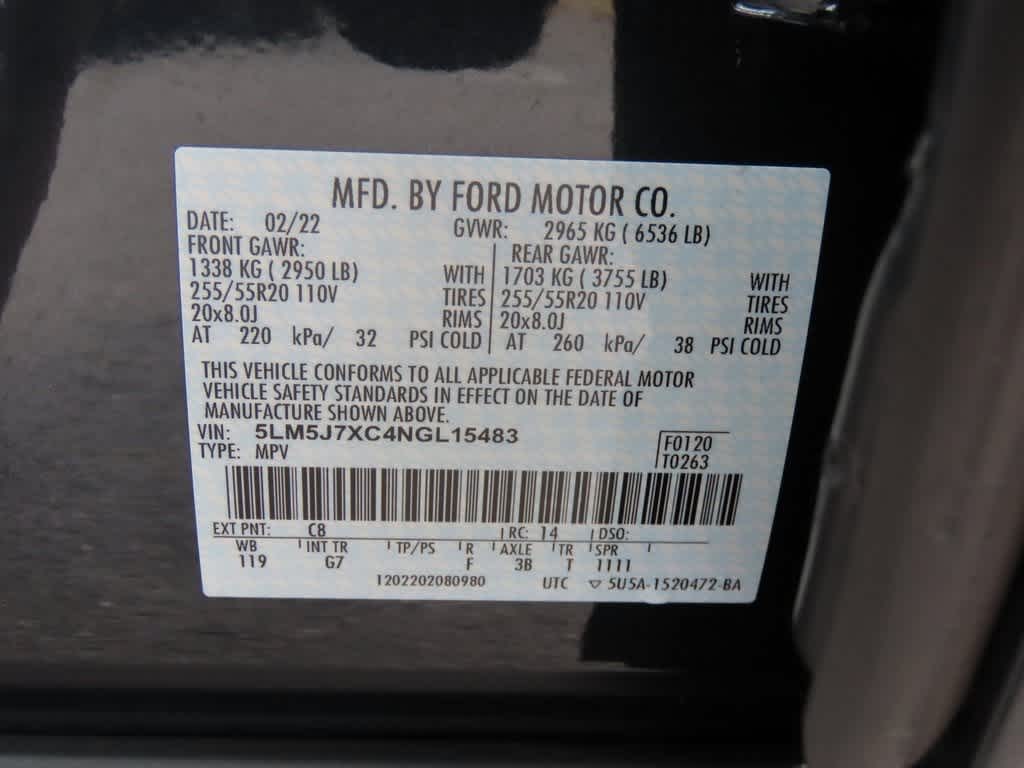 MFD. BY FORD MOTOR CO.
DATE: 02/22 GVWR: 2965 KG ( 6536 LB)
FRONT GAWR: REAR GAWR:
1338 KG ( 2950 LB) WITH 1703 KG ( 3755 LB) WITH
255/55R20 110V TIRES 255/55R20 110V TIRES
20x8.0J RIMS 20x8.0J RIMS
AT 220 kPa/ 32 PSI COLD AT 260 kPa/ 38 PSI COLD
THIS VEHICLE CONFORMS TO ALL APPLICABLE FEDERAL MOTOR
VEHICLE SAFETY STANDARDS IN EFFECT ON THE DATE OF
MANUFACTURE SHOWN ABOVE.
VIN: 5LM5J7XC4NGL15483 F0120
TYPE: MPV T0263
EXT PNT: C8 RC: 14 DSO:
WB INT TR TP/PS R AXLE TR SPR
119 G7 F 3B T 1111
1202202080980 UTC ▽ 5U5A-1520472-BA